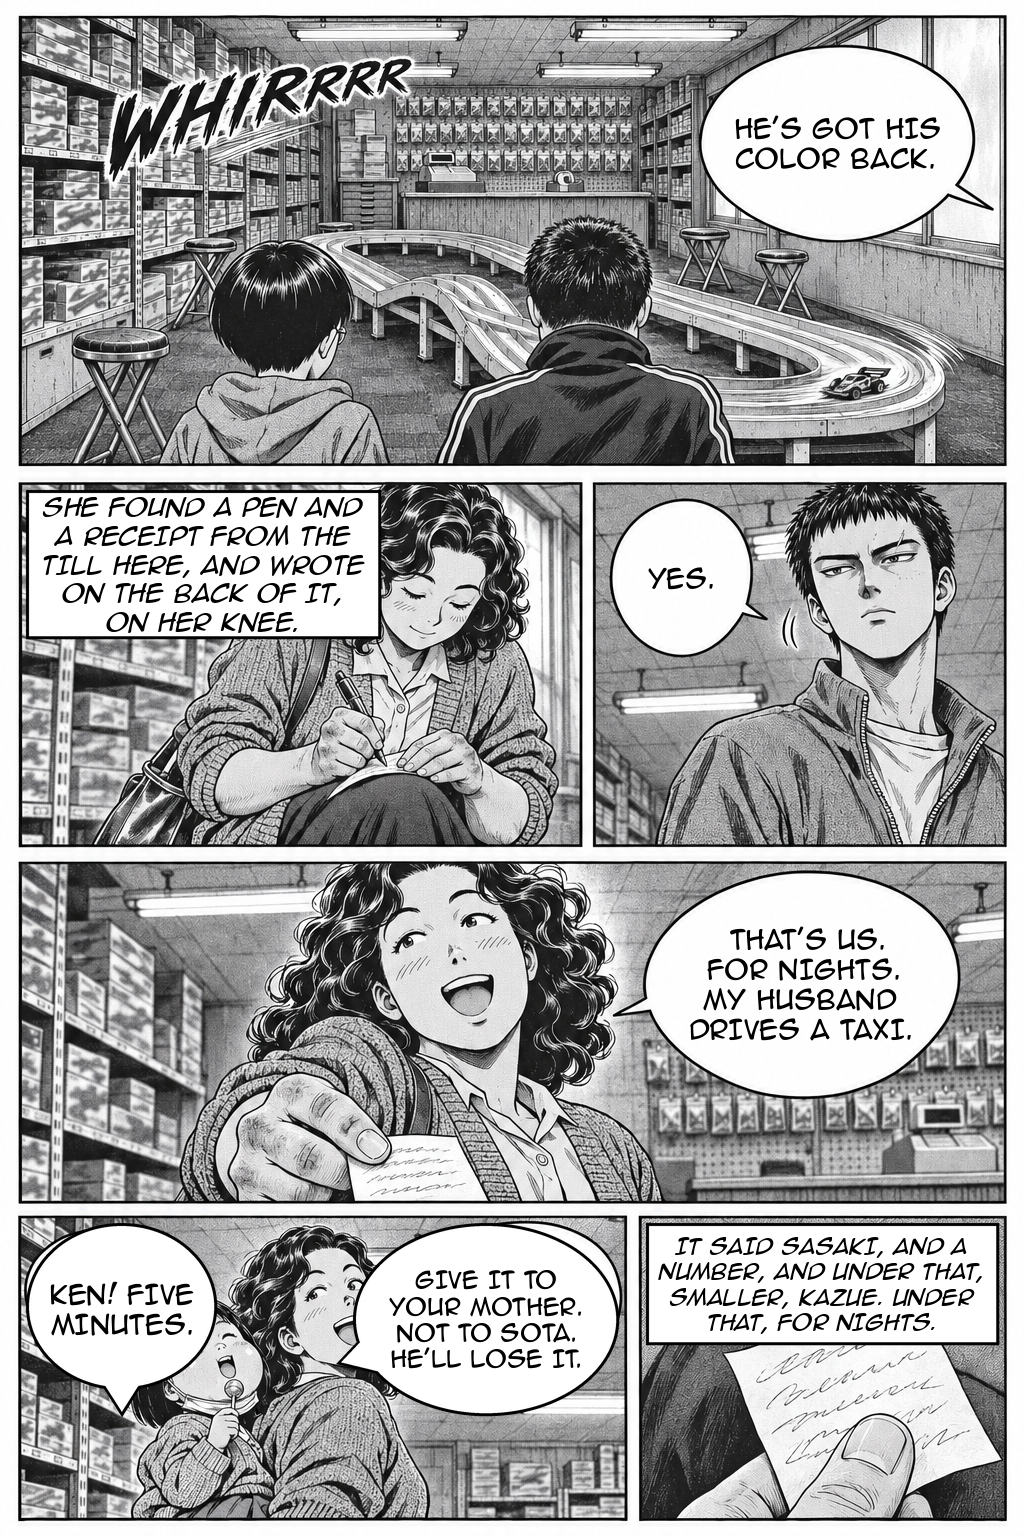 WHIRRRR
HE'S GOT HIS
COLOR BACK.
SHE FOUND A PEN AND
A RECEIPT FROM THE
TILL HERE, AND WROTE
ON THE BACK OF IT,
ON HER KNEE.
YES.
THAT'S US.
FOR NIGHTS.
MY HUSBAND
DRIVES A TAXI.
KEN! FIVE
MINUTES.
GIVE IT TO
YOUR MOTHER.
NOT TO SOTA.
HE'LL LOSE IT.
IT SAID SASAKI, AND A
NUMBER, AND UNDER THAT,
SMALLER, KAZUE. UNDER
THAT, FOR NIGHTS.